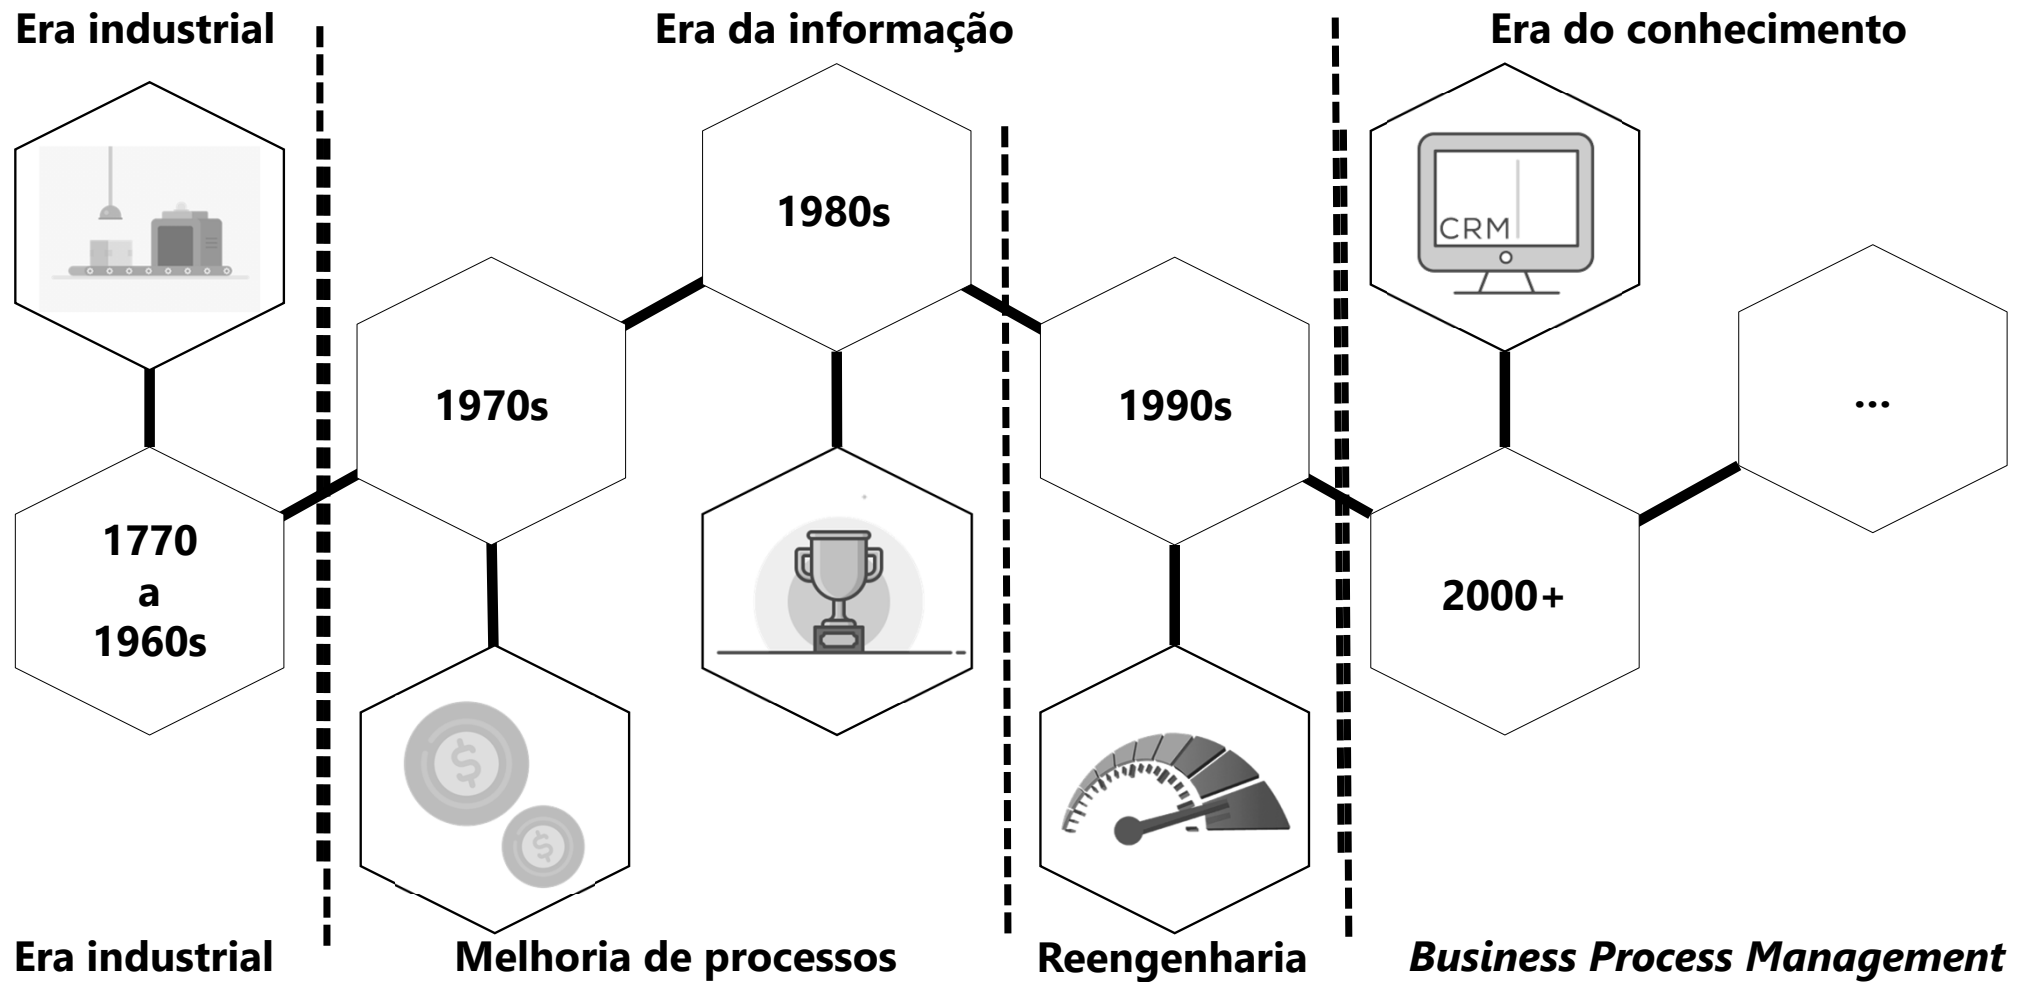 Era industrial
Era da informação
Era do conhecimento
1980s
CRM
1970s
1990s
...
1770
a
1960s
2000+
$
$
Era industrial
Melhoria de processos
Reengenharia
Business Process Management